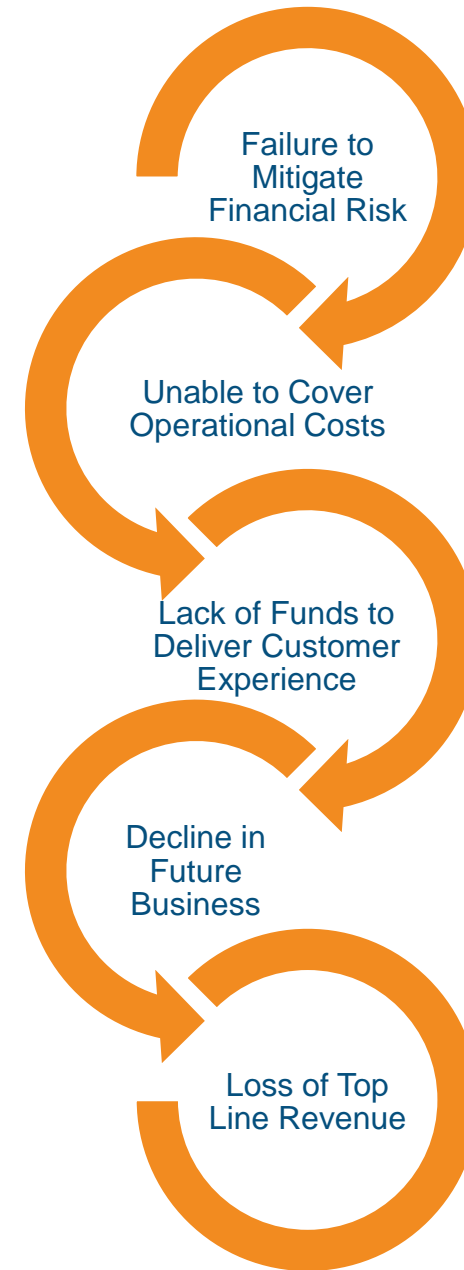 Failure to
Mitigate
Financial Risk
Unable to Cover
Operational Costs
Lack of Funds to
Deliver Customer
Experience
Decline in
Future
Business
Loss of Top
Line Revenue